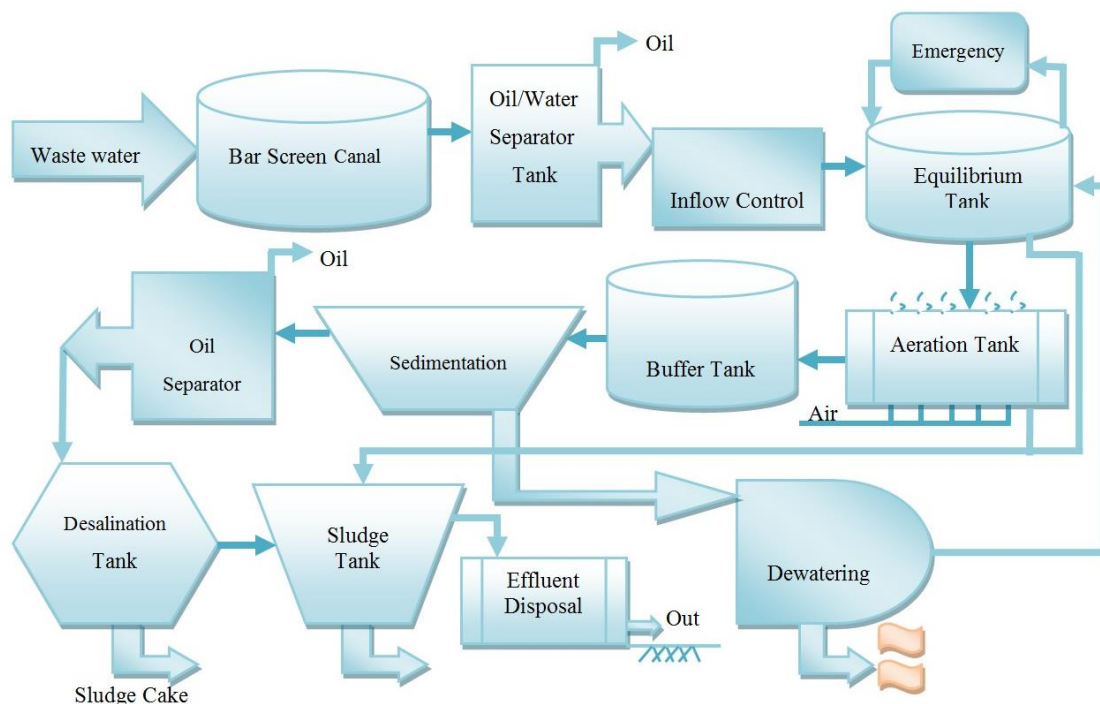 Waste water
Bar Screen Canal
Oil
Oil/Water
Separator
Tank
Inflow Control
Emergency
Equilibrium
Tank
Oil
Oil
Separator
Sedimentation
Buffer Tank
Aeration Tank
Air
Desalination
Tank
Sludge
Tank
Effluent
Disposal
Out
Dewatering
Sludge Cake